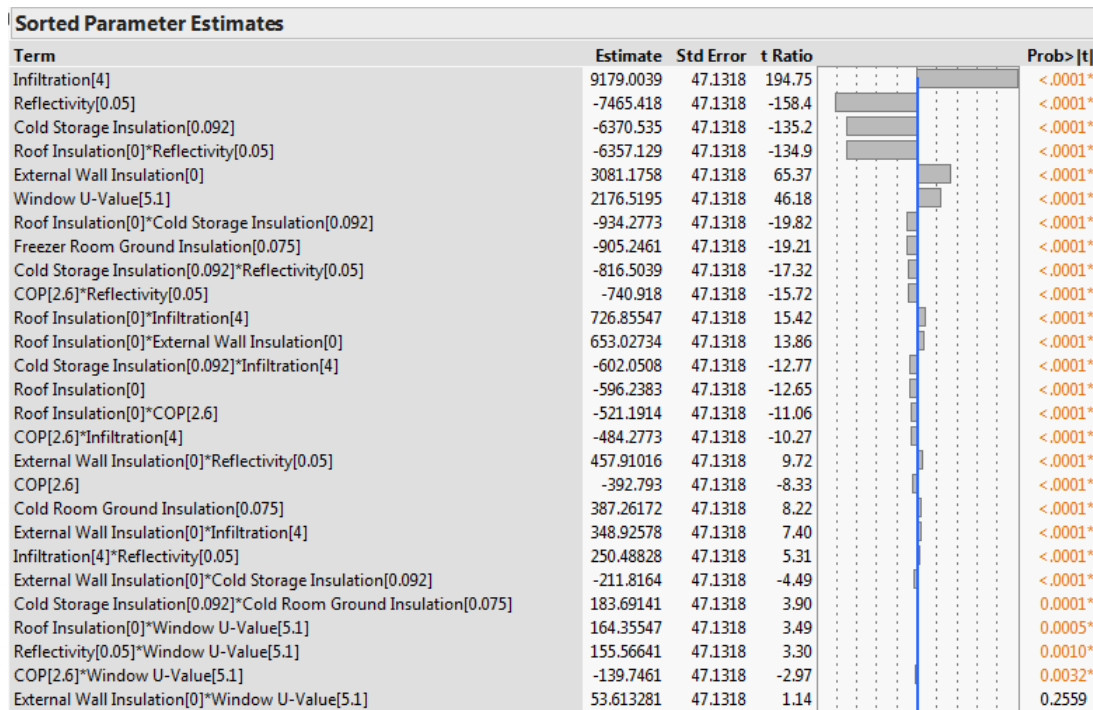 Sorted Parameter Estimates
Term Estimate Std Error t Ratio Prob>|t|
Infiltration[4] 9179.0039 47.1318 194.75 <.0001*
Reflectivity[0.05] -7465.418 47.1318 -158.4 <.0001*
Cold Storage Insulation[0.092] -6370.535 47.1318 -135.2 <.0001*
Roof Insulation[0]*Reflectivity[0.05] -6357.129 47.1318 -134.9 <.0001*
External Wall Insulation[0] 3081.1758 47.1318 65.37 <.0001*
Window U-Value[5.1] 2176.5195 47.1318 46.18 <.0001*
Roof Insulation[0]*Cold Storage Insulation[0.092] -934.2773 47.1318 -19.82 <.0001*
Freezer Room Ground Insulation[0.075] -905.2461 47.1318 -19.21 <.0001*
Cold Storage Insulation[0.092]*Reflectivity[0.05] -816.5039 47.1318 -17.32 <.0001*
COP[2.6]*Reflectivity[0.05] -740.918 47.1318 -15.72 <.0001*
Roof Insulation[0]*Infiltration[4] 726.85547 47.1318 15.42 <.0001*
Roof Insulation[0]*External Wall Insulation[0] 653.02734 47.1318 13.86 <.0001*
Cold Storage Insulation[0.092]*Infiltration[4] -602.0508 47.1318 -12.77 <.0001*
Roof Insulation[0] -596.2383 47.1318 -12.65 <.0001*
Roof Insulation[0]*COP[2.6] -521.1914 47.1318 -11.06 <.0001*
COP[2.6]*Infiltration[4] -484.2773 47.1318 -10.27 <.0001*
External Wall Insulation[0]*Reflectivity[0.05] 457.91016 47.1318 9.72 <.0001*
COP[2.6] -392.793 47.1318 -8.33 <.0001*
Cold Room Ground Insulation[0.075] 387.26172 47.1318 8.22 <.0001*
External Wall Insulation[0]*Infiltration[4] 348.92578 47.1318 7.40 <.0001*
Infiltration[4]*Reflectivity[0.05] 250.48828 47.1318 5.31 <.0001*
External Wall Insulation[0]*Cold Storage Insulation[0.092] -211.8164 47.1318 -4.49 <.0001*
Cold Storage Insulation[0.092]*Cold Room Ground Insulation[0.075] 183.69141 47.1318 3.90 0.0001*
Roof Insulation[0]*Window U-Value[5.1] 164.35547 47.1318 3.49 0.0005*
Reflectivity[0.05]*Window U-Value[5.1] 155.56641 47.1318 3.30 0.0010*
COP[2.6]*Window U-Value[5.1] -139.7461 47.1318 -2.97 0.0032*
External Wall Insulation[0]*Window U-Value[5.1] 53.613281 47.1318 1.14 0.2559